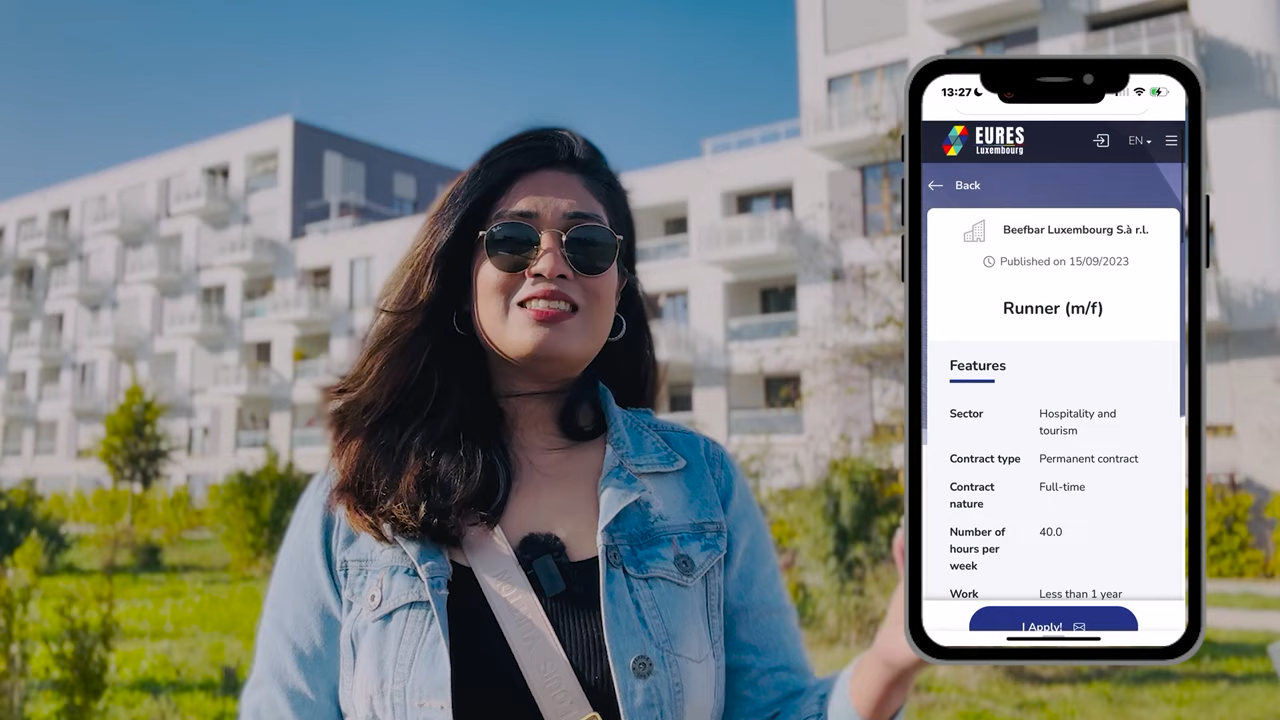 13:27
EURES
Luxembourg
EN
Back
Beefbar Luxembourg S.à r.l.
Published on 15/09/2023
Runner (m/f)
Features
Sector Hospitality and
tourism
Contract type Permanent contract
Contract Full-time
nature
Number of 40.0
hours per
week
Work Less than 1 year
I Apply!